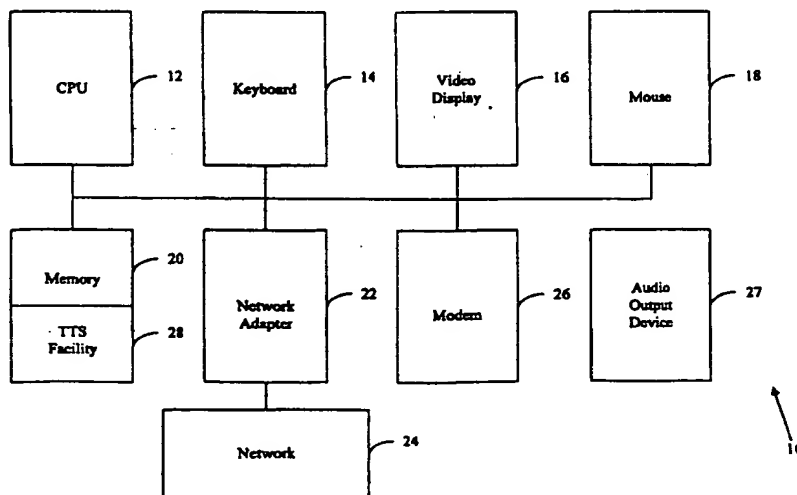 CPU
12
Keyboard
14
Video
Display
16
Mouse
18
Memory
20
TTS
Facility
28
Network
Adapter
22
Modem
26
Audio
Output
Device
27
Network
24